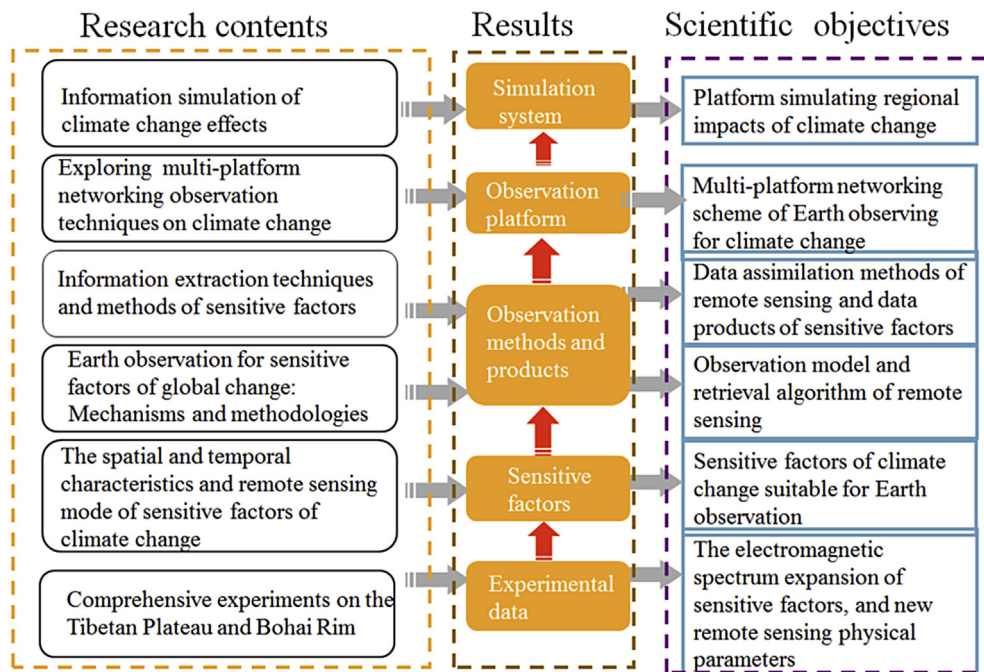 Research contents
Results
Scientific objectives
Information simulation of
climate change effects
Simulation
system
Platform simulating regional
impacts of climate change
Exploring multi-platform
networking observation
techniques on climate change
Observation
platform
Multi-platform networking
scheme of Earth observing
for climate change
Information extraction techniques
and methods of sensitive factors
Observation
methods and
products
Data assimilation methods of
remote sensing and data
products of sensitive factors
Earth observation for sensitive
factors of global change:
Mechanisms and methodologies
Observation model and
retrieval algorithm of remote
sensing
The spatial and temporal
characteristics and remote sensing
mode of sensitive factors of
climate change
Sensitive
factors
Sensitive factors of climate
change suitable for Earth
observation
Comprehensive experiments on the
Tibetan Plateau and Bohai Rim
Experimental
data
The electromagnetic
spectrum expansion of
sensitive factors, and new
remote sensing physical
parameters